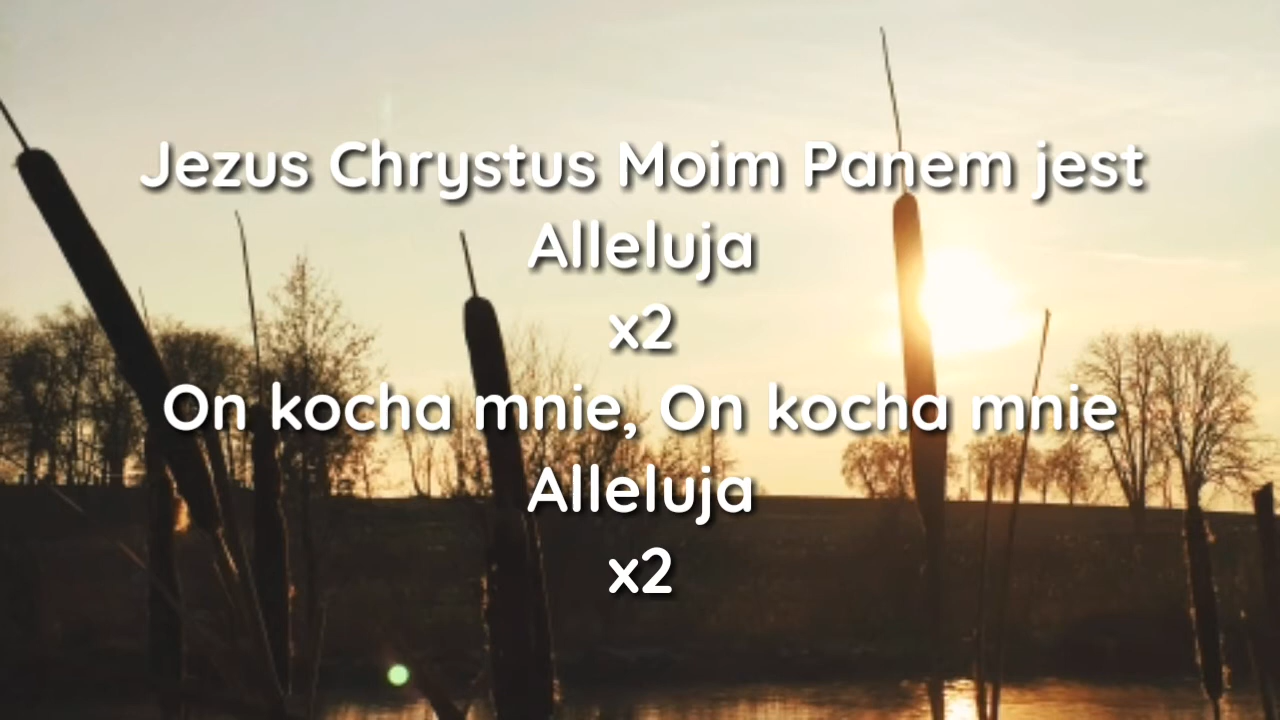 Jezus Chrystus Moim Panem jest
Alleluja
x2
On kocha mnie, On kocha mnie
Alleluja
x2